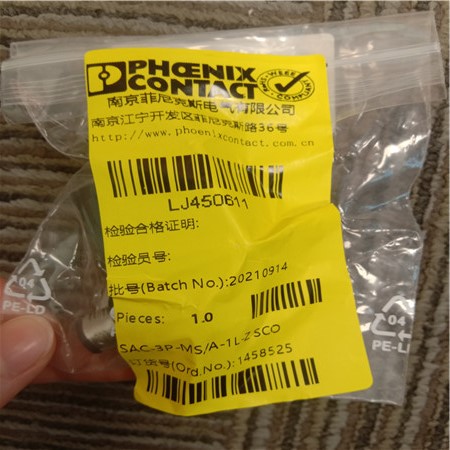 PHŒNIX
CONTACT
WEEE
南京菲尼克斯电气有限公司
南京江宁开发区菲尼克斯路36号
http://www.phoenixcontact.com.cn
LJ450611
检验合格证明:
检验员号:
批号(Batch No.):20210914
Pieces: 1.0
SAC-3P-MS/A-1L-Z SCO
订货号(Ord.No.):1458525
04
PE-LD
04
PE-L